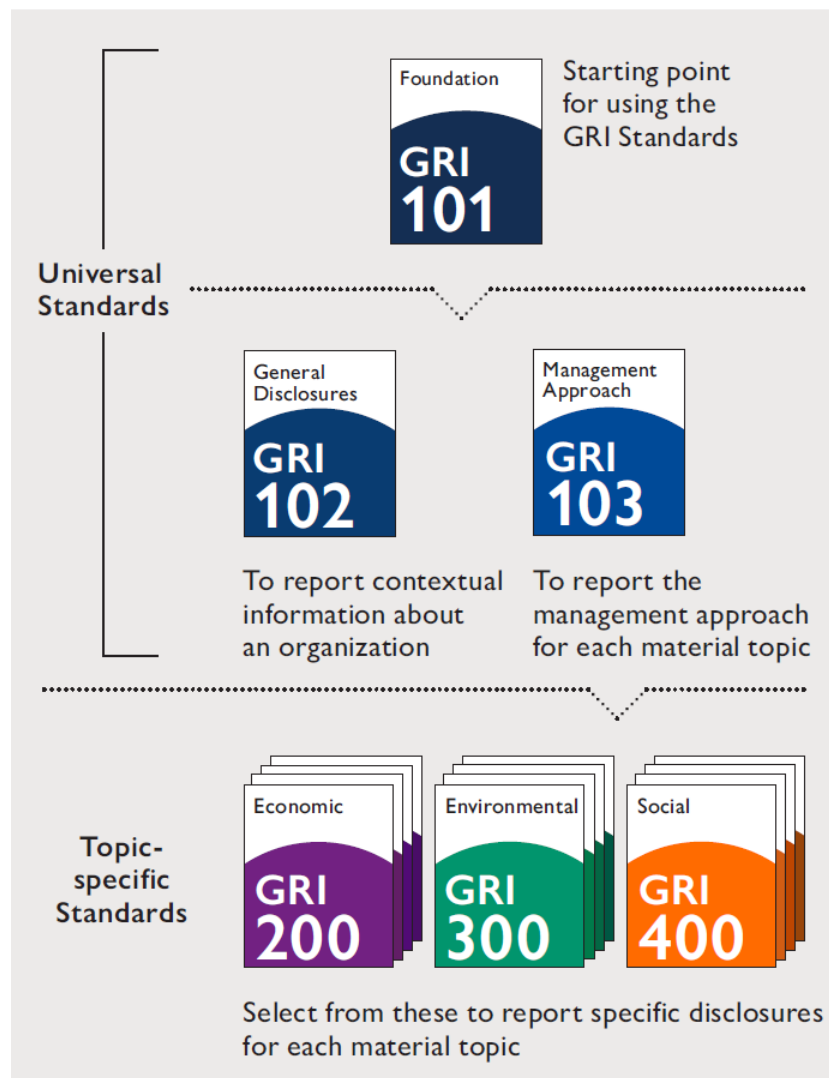 Foundation
GRI
101
Starting point
for using the
GRI Standards
Universal
Standards
General
Disclosures
GRI
102
Management
Approach
GRI
103
To report contextual
information about
an organization
To report the
management approach
for each material topic
Topic-
specific
Standards
Economic
GRI
200
Environmental
GRI
300
Social
GRI
400
Select from these to report specific disclosures
for each material topic